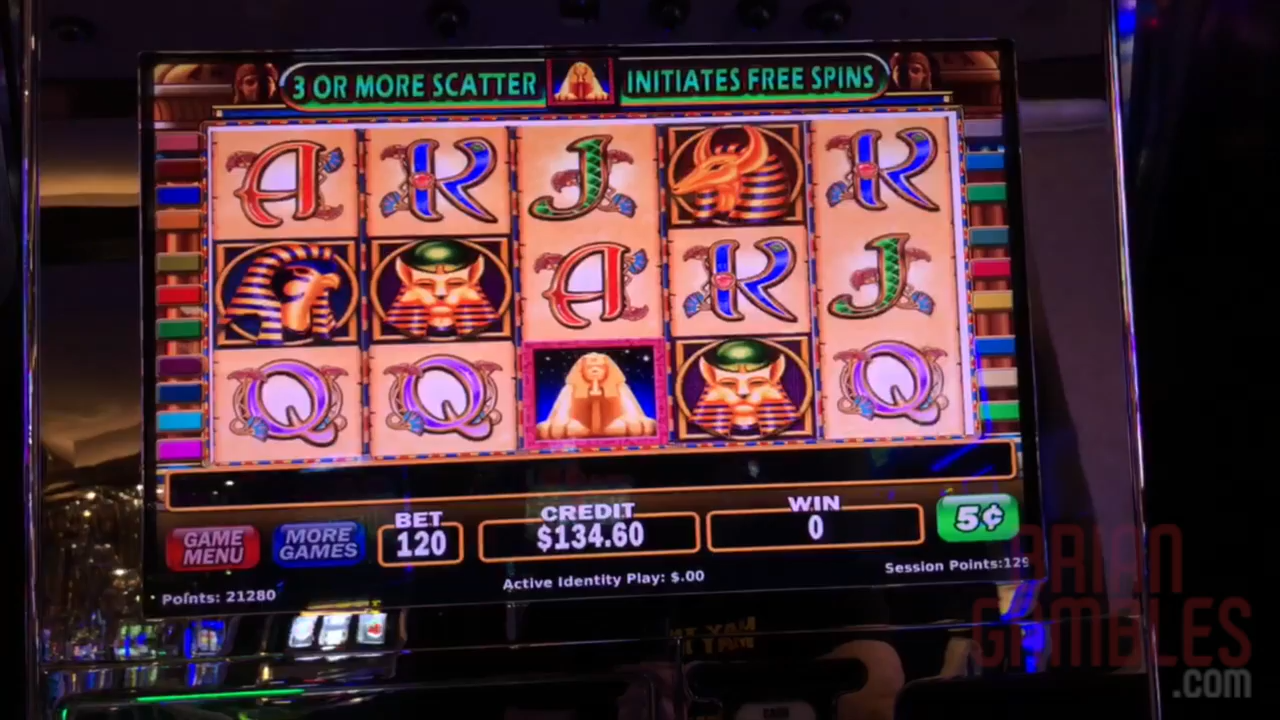 3 OR MORE SCATTER INITIATES FREE SPINS
A K J K
A K J
Q Q Q
BET
120
CREDIT
$134.60
WIN
0
5¢
GAME
MENU
MORE
GAMES
Points: 21280
Active Identity Play: $.00
Session Points:129
BRIAN
GAMBLES
.com